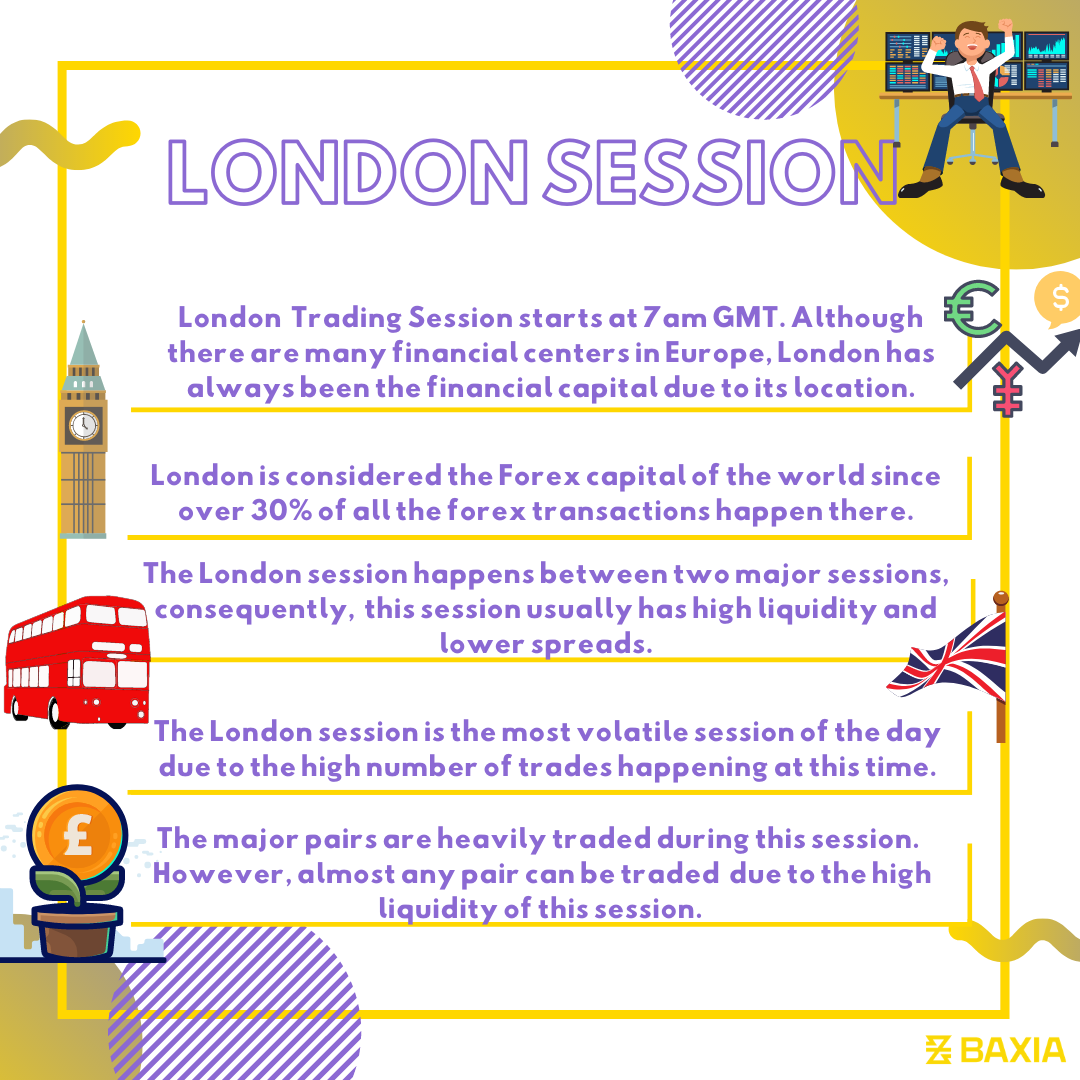 LONDON SESSION
London Trading Session starts at 7am GMT. Although
there are many financial centers in Europe, London has
always been the financial capital due to its location.
London is considered the Forex capital of the world since
over 30% of all the forex transactions happen there.
The London session happens between two major sessions,
consequently, this session usually has high liquidity and
lower spreads.
The London session is the most volatile session of the day
due to the high number of trades happening at this time.
The major pairs are heavily traded during this session.
However, almost any pair can be traded due to the high
liquidity of this session.
€
$
¥
£
BAXIA